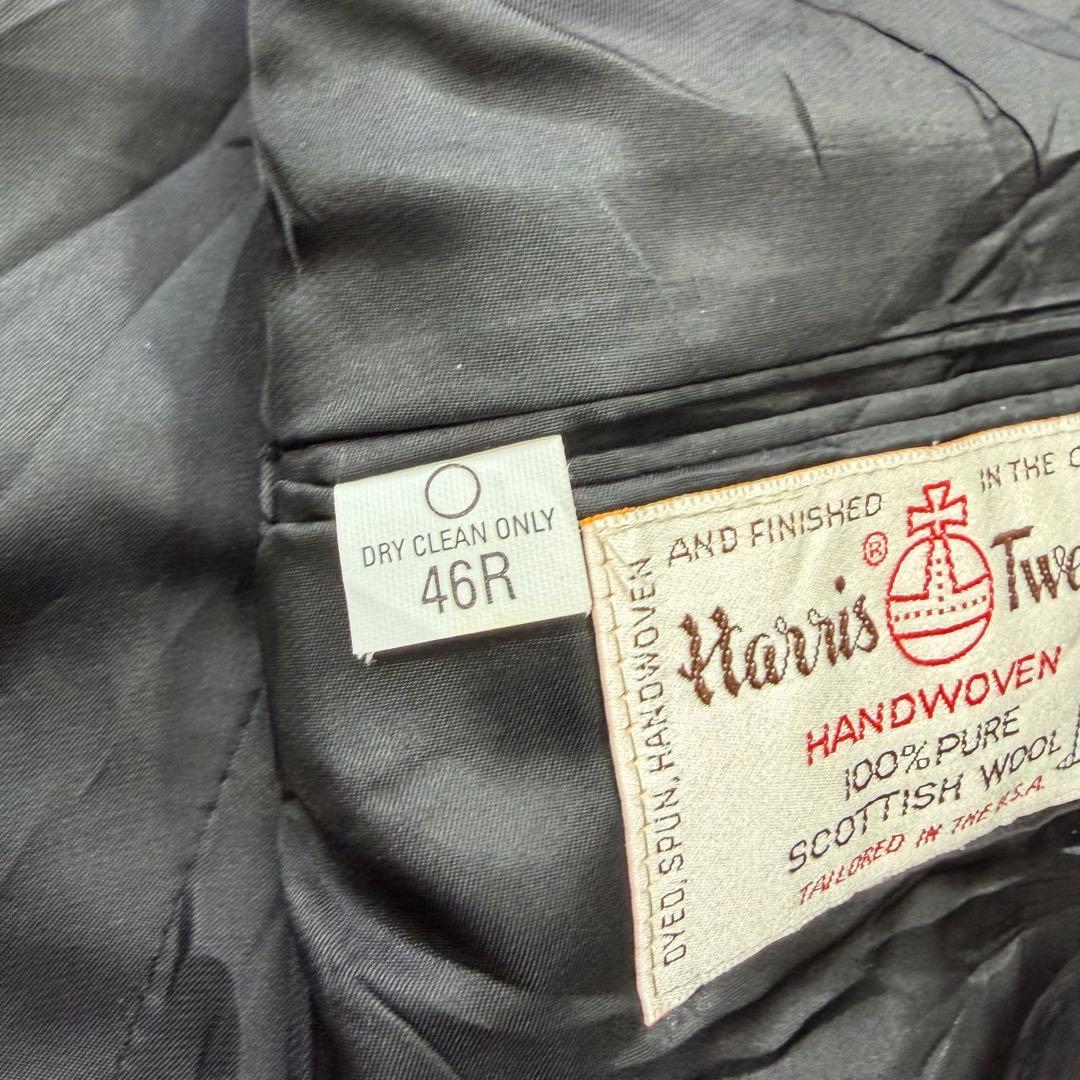 DRY CLEAN ONLY
46R
DYED, SPUN, HANDWOVEN
AND FINISHED
IN THE
Harris
®
HANDWOVEN
100% PURE
SCOTTISH WOOL
TAILORED IN THE U.S.A.